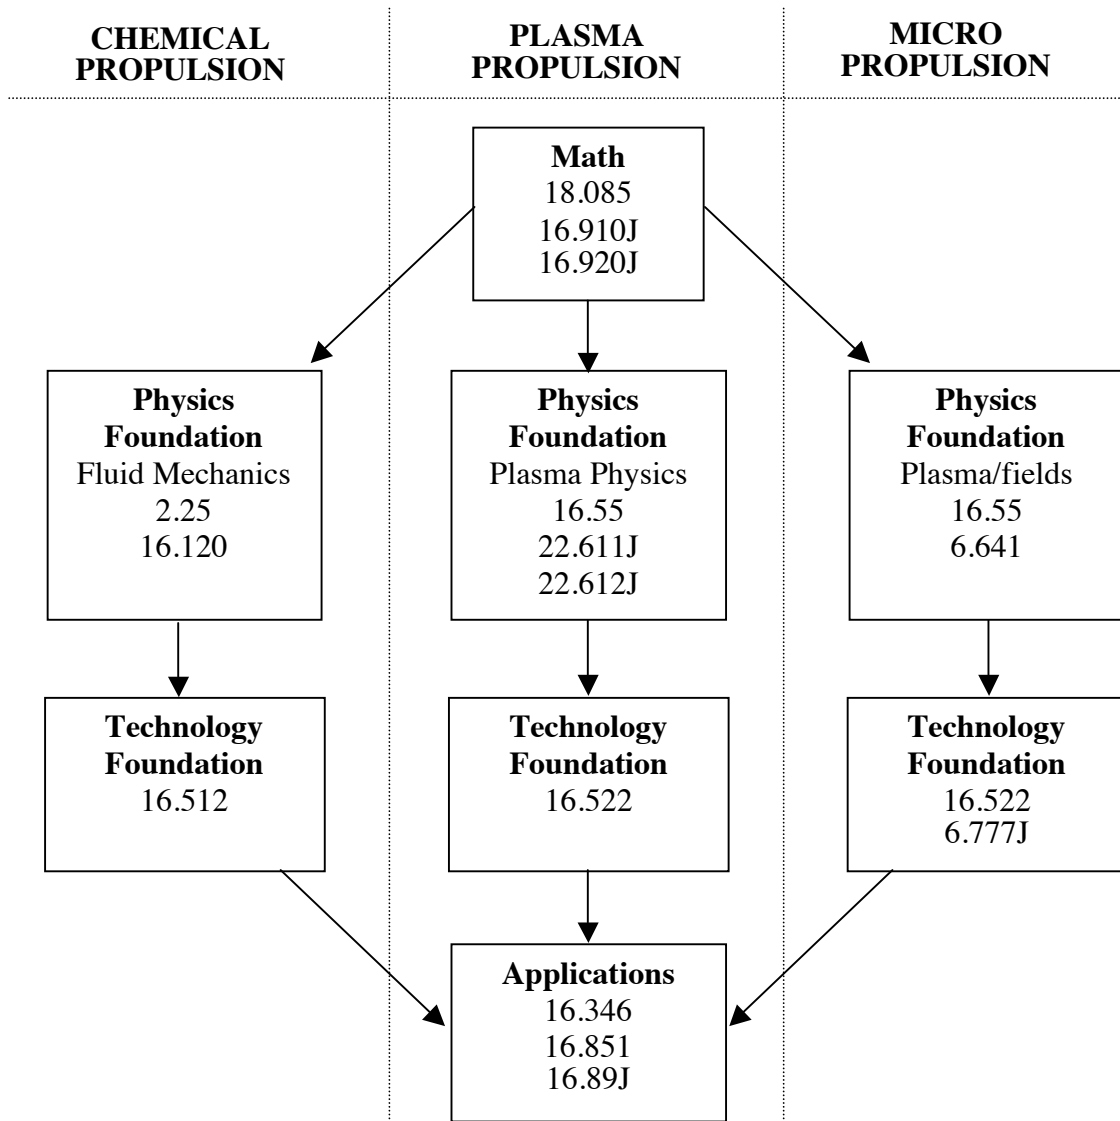 CHEMICAL
PROPULSION
PLASMA
PROPULSION
MICRO
PROPULSION
Math
18.085
16.910J
16.920J
Physics
Foundation
Fluid Mechanics
2.25
16.120
Physics
Foundation
Plasma Physics
16.55
22.611J
22.612J
Physics
Foundation
Plasma/fields
16.55
6.641
Technology
Foundation
16.512
Technology
Foundation
16.522
Technology
Foundation
16.522
6.777J
Applications
16.346
16.851
16.89J